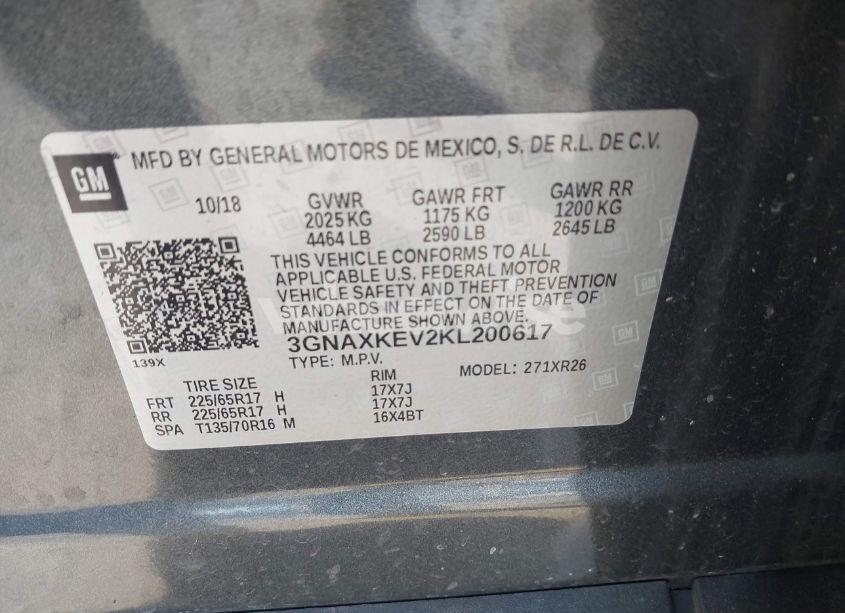 GM
MFD BY GENERAL MOTORS DE MEXICO, S, DE R.L. DE C.V.
10/18 GVWR GAWR FRT GAWR RR
2025 KG 1175 KG 1200 KG
4464 LB 2590 LB 2645 LB
THIS VEHICLE CONFORMS TO ALL
APPLICABLE U.S. FEDERAL MOTOR
VEHICLE SAFETY AND THEFT PREVENTION
STANDARDS IN EFFECT ON THE DATE OF
MANUFACTURE SHOWN ABOVE.
3GNAXKEV2KL200617
139X
TYPE: M.P.V. MODEL: 271XR26
TIRE SIZE RIM
FRT 225/65R17 H 17X7J
RR 225/65R17 H 17X7J
SPA T135/70R16 M 16X4BT